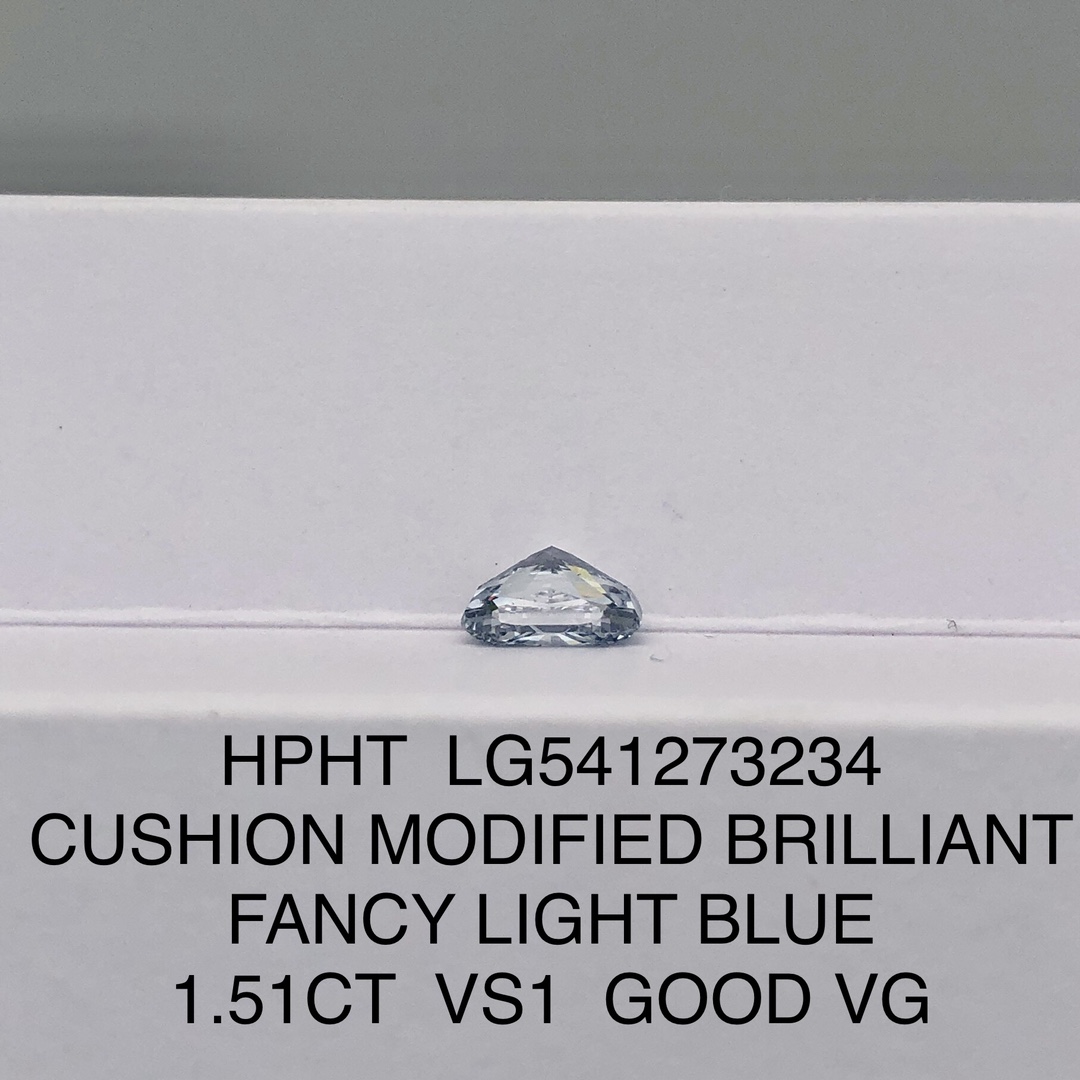 HPHT LG541273234
CUSHION MODIFIED BRILLIANT
FANCY LIGHT BLUE
1.51CT VS1 GOOD VG